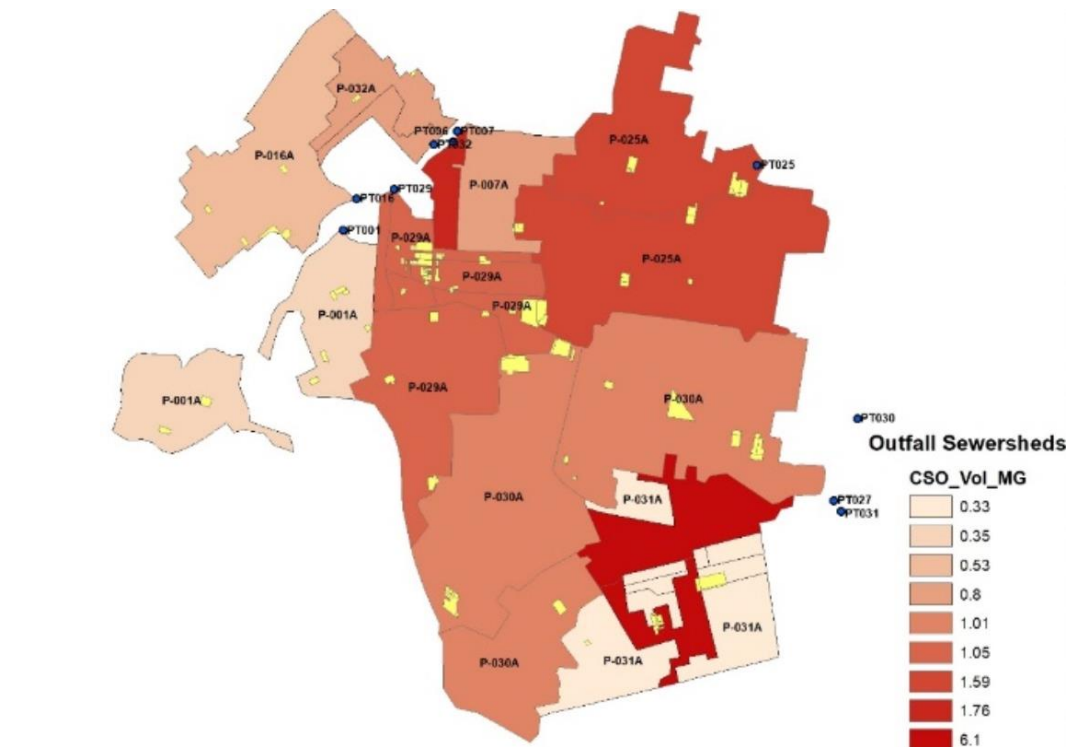 P-032A
PT006 PT007
PT032
P-025A
P-016A
PT025
P-007A
PT029
PT016
PT001
P-029A
P-025A
P-029A
P-029A
P-001A
P-029A
P-001A
P-030A
PT030
Outfall Sewersheds
CSO_Vol_MG
P-030A
P-031A
PT027
PT031
0.33
0.35
0.53
0.8
1.01
1.05
1.59
1.76
6.1
P-031A
P-030A
P-031A